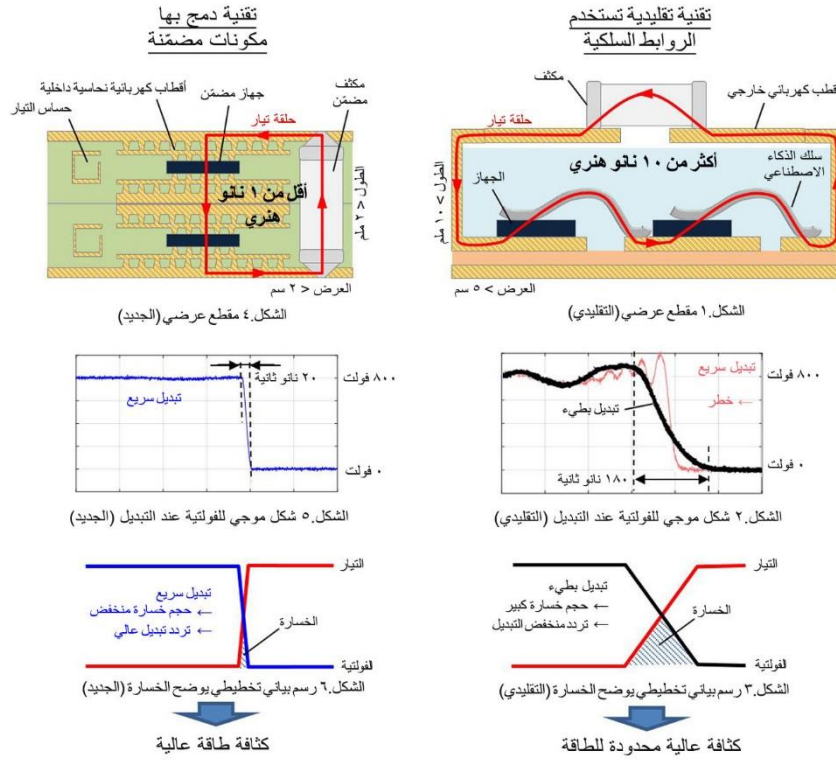 تقنية تقليدية تستخدم
الروابط السلكية
مكثف
قطب كهربائي خارجي
حلقة تيار
أكثر من ١٠ نانو هنري
سلك الذكاء
الاصطناعي
الجهاز
الطول > ١٠ ملم
العرض > ٥ سم
الشكل.١ مقطع عرضي (التقليدي)
٨٠٠ فولت
تبديل سريع
← خطر
تبديل بطيء
٠ فولت
١٨٠ نانو ثانية
الشكل.٢ شكل موجي للفولتية عند التبديل (التقليدي)
التيار
تبديل بطيء
← حجم خسارة كبير
← تردد منخفض التبديل
الخسارة
الفولتية
الشكل.٣ رسم بياني تخطيطي يوضح الخسارة (التقليدي)
كثافة عالية محدودة للطاقة
تقنية دمج بها
مكونات مضمّنة
مكثف
مضمّن
جهاز مضمّن
أقطاب كهربائية نحاسية داخلية
حساس التيار
حلقة تيار
أقل من ١ نانو
هنري
الطول < ٢ ملم
العرض < ٢ سم
الشكل.٤ مقطع عرضي (الجديد)
٨٠٠ فولت
٢٠ نانو ثانية
تبديل سريع
٠ فولت
الشكل.٥ شكل موجي للفولتية عند التبديل (الجديد)
التيار
تبديل سريع
← حجم خسارة منخفض
← تردد تبديل عالي
الخسارة
الفولتية
الشكل.٦ رسم بياني تخطيطي يوضح الخسارة (الجديد)
كثافة طاقة عالية